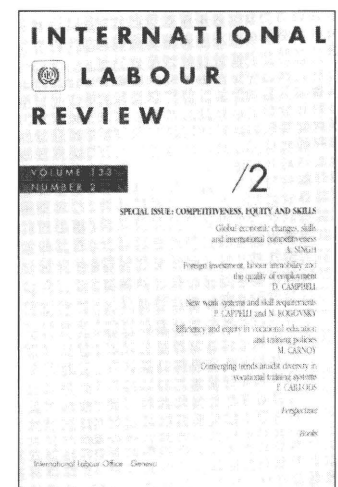 INTERNATIONAL
LABOUR
REVIEW
VOLUME 133
NUMBER 2
/2
SPECIAL ISSUE: COMPETITIVENESS, EQUITY AND SKILLS
Global economic changes, skills
and international competitiveness
A. SINGH
Foreign investment, labour immobility and
the quality of employment
D. CAMPBELL
New work systems and skill requirements
P. CAPPELLI and N. ROGOVSKY
Efficiency and equity in vocational education
and training policies
M. CARNOY
Converging trends amidst diversity in
vocational training systems
F. CAILLODS
Perspectives
Books
International Labour Office Geneva